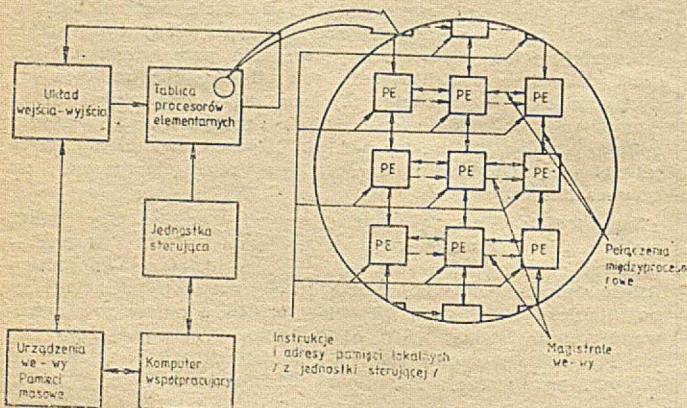 Układ
wejścia-wyjścia
Tablica
procesorów
elementarnych
Jednostka
sterująca
Urządzenia
we-wy
Pamięci
masowe
Komputer
współpracujący
PE PE PE
PE PE PE
PE PE PE
Połączenia
międzyproceso
rowe
Magistrale
we-wy
Instrukcje
i adresy pamięci lokalnych
/ z jednostki sterującej /